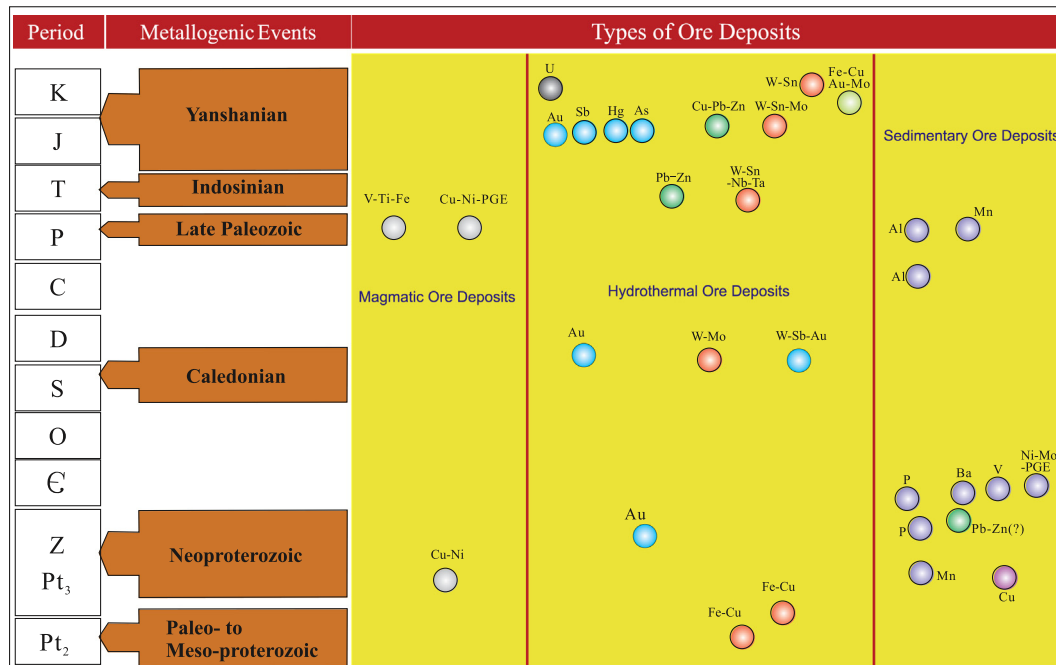 Period
Metallogenic Events
Types of Ore Deposits
K
J
T
P
C
D
S
O
Є
Z
Pt3
Pt2
Yanshanian
Indosinian
Late Paleozoic
Caledonian
Neoproterozoic
Paleo- to
Meso-proterozoic
V-Ti-Fe
Cu-Ni-PGE
Magmatic Ore Deposits
Cu-Ni
U
Au
Sb
Hg
As
Cu-Pb-Zn
W-Sn-Mo
W-Sn
Fe-Cu
Au-Mo
Pb-Zn
W-Sn
-Nb-Ta
Hydrothermal Ore Deposits
Au
W-Mo
W-Sb-Au
Au
Fe-Cu
Fe-Cu
Sedimentary Ore Deposits
Al
Mn
Al
P
Ba
V
Ni-Mo
-PGE
P
Pb-Zn(?)
Mn
Cu